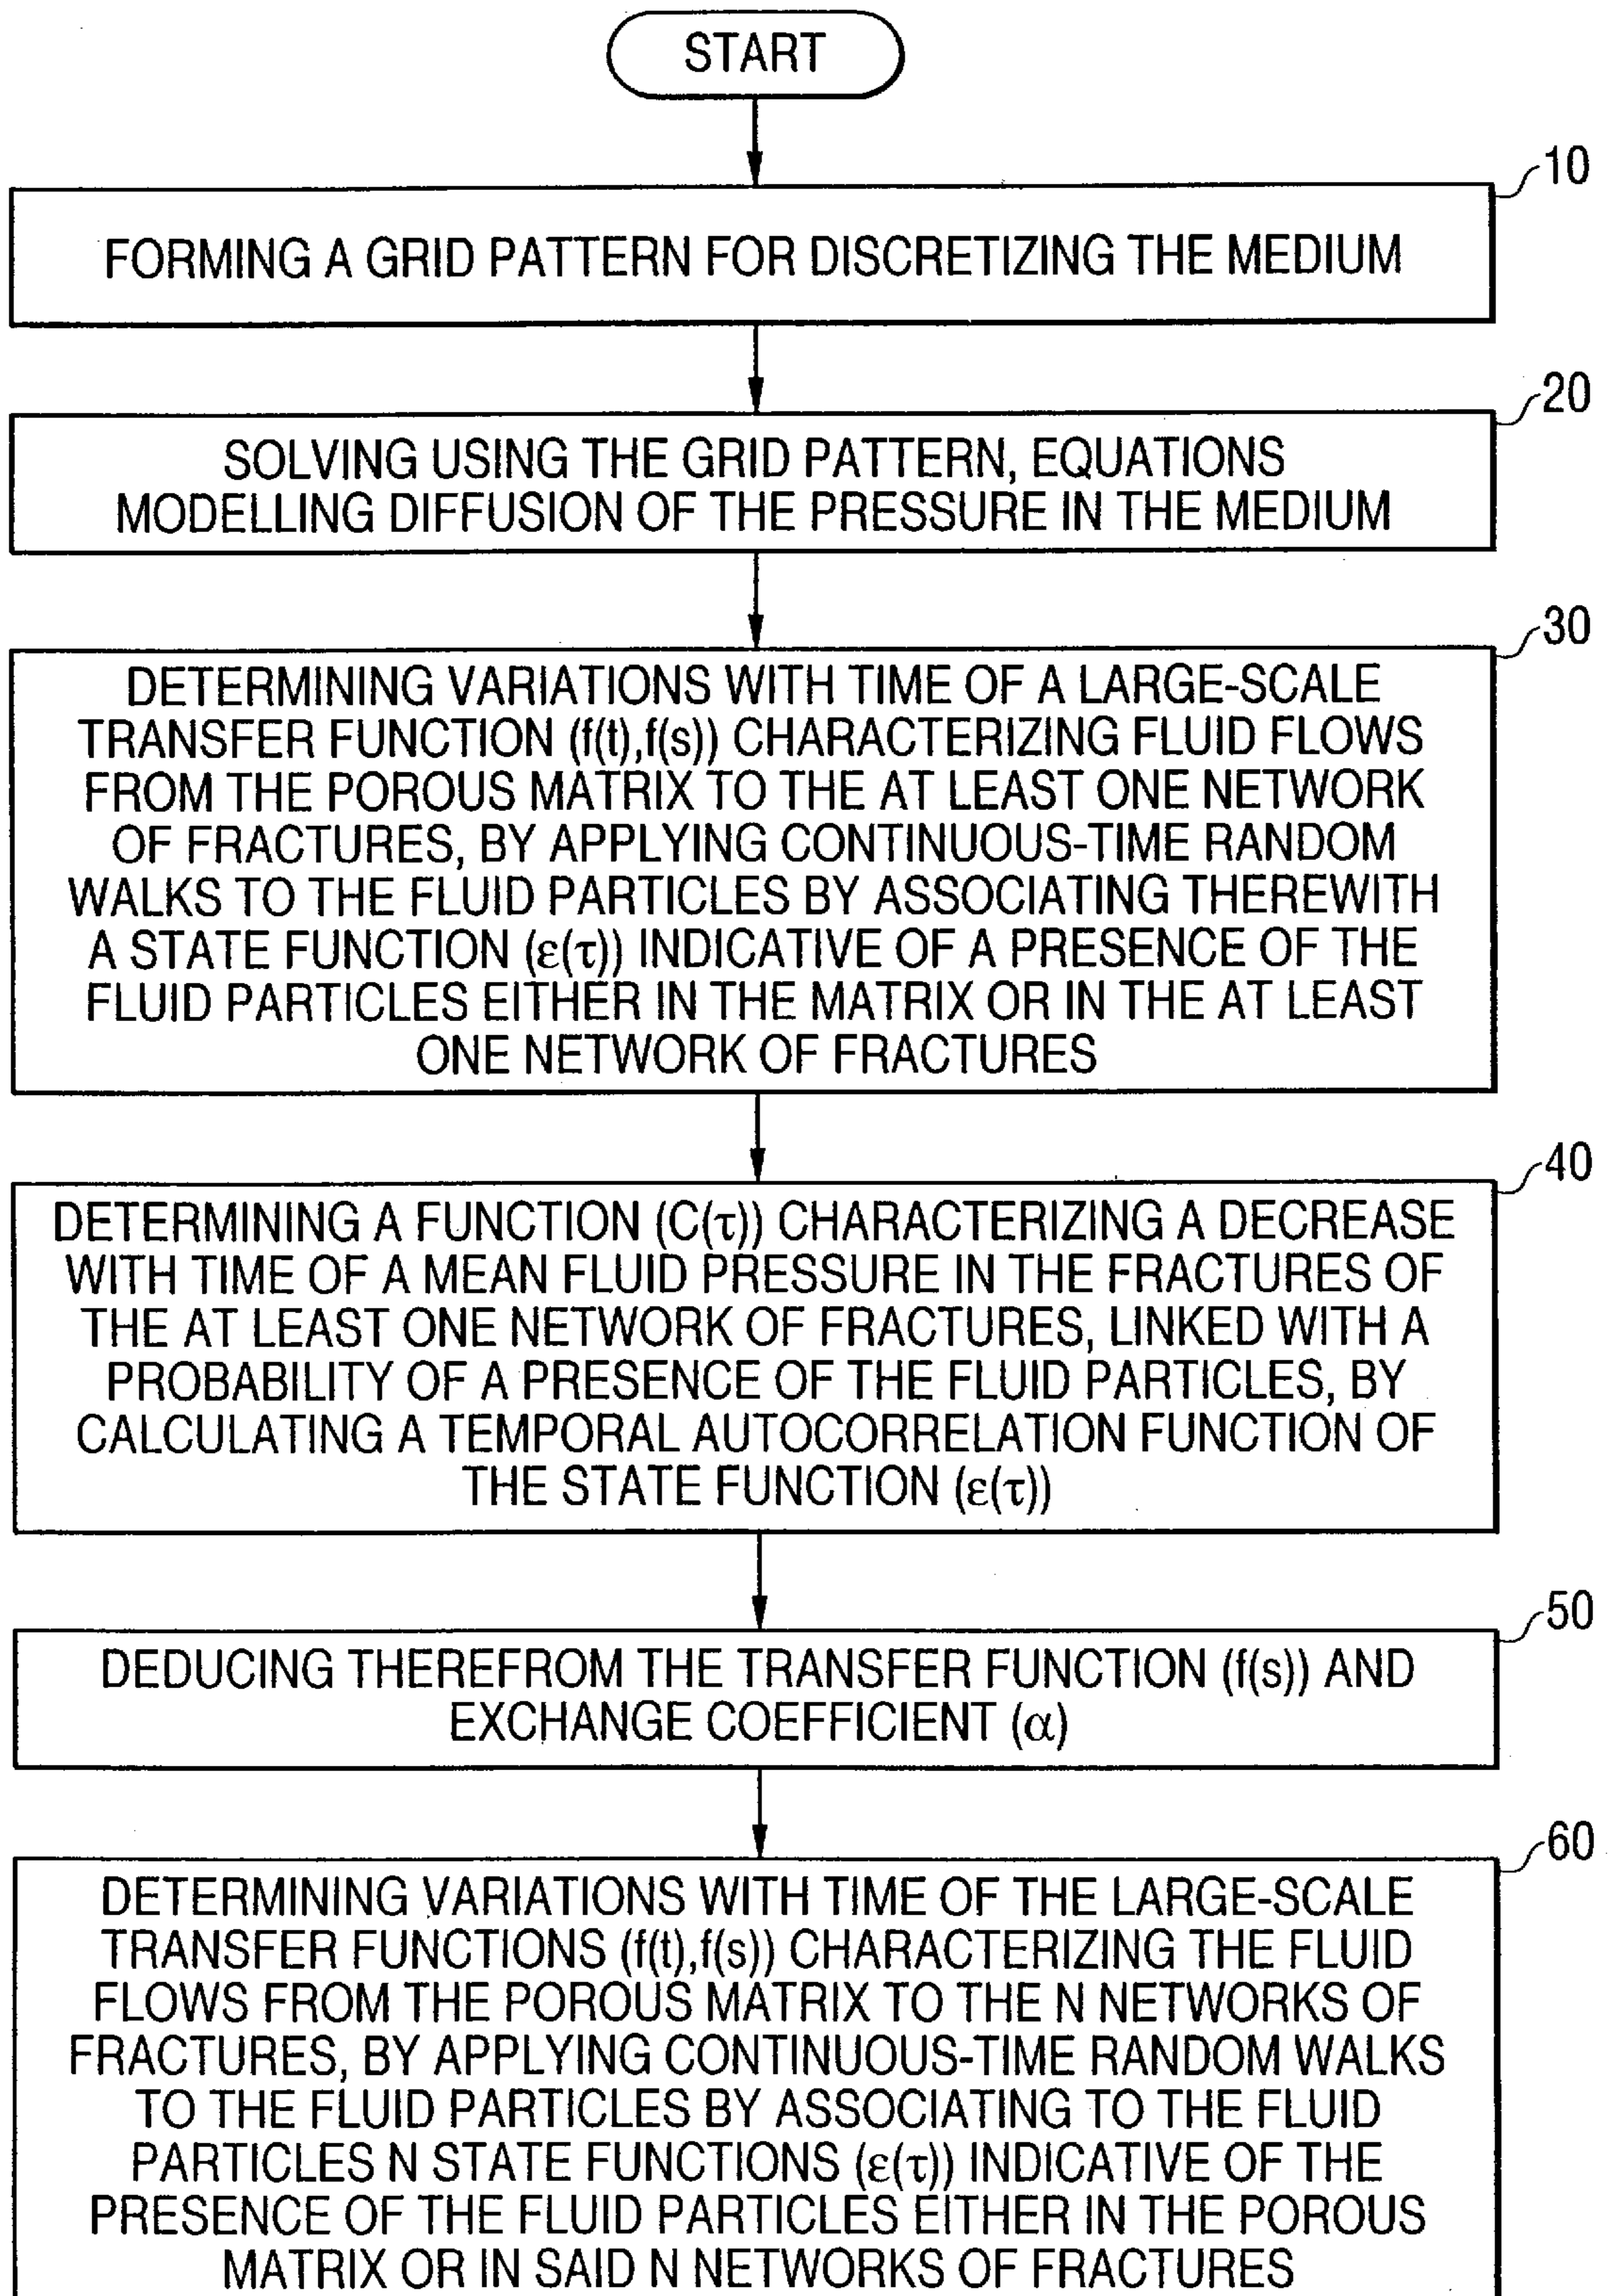 START
10
FORMING A GRID PATTERN FOR DISCRETIZING THE MEDIUM
20
SOLVING USING THE GRID PATTERN, EQUATIONS
MODELLING DIFFUSION OF THE PRESSURE IN THE MEDIUM
30
DETERMINING VARIATIONS WITH TIME OF A LARGE-SCALE
TRANSFER FUNCTION (f(t),f(s)) CHARACTERIZING FLUID FLOWS
FROM THE POROUS MATRIX TO THE AT LEAST ONE NETWORK
OF FRACTURES, BY APPLYING CONTINUOUS-TIME RANDOM
WALKS TO THE FLUID PARTICLES BY ASSOCIATING THEREWITH
A STATE FUNCTION (ε(τ)) INDICATIVE OF A PRESENCE OF THE
FLUID PARTICLES EITHER IN THE MATRIX OR IN THE AT LEAST
ONE NETWORK OF FRACTURES
40
DETERMINING A FUNCTION (C(τ)) CHARACTERIZING A DECREASE
WITH TIME OF A MEAN FLUID PRESSURE IN THE FRACTURES OF
THE AT LEAST ONE NETWORK OF FRACTURES, LINKED WITH A
PROBABILITY OF A PRESENCE OF THE FLUID PARTICLES, BY
CALCULATING A TEMPORAL AUTOCORRELATION FUNCTION OF
THE STATE FUNCTION (ε(τ))
50
DEDUCING THEREFROM THE TRANSFER FUNCTION (f(s)) AND
EXCHANGE COEFFICIENT (α)
60
DETERMINING VARIATIONS WITH TIME OF THE LARGE-SCALE
TRANSFER FUNCTIONS (f(t),f(s)) CHARACTERIZING THE FLUID
FLOWS FROM THE POROUS MATRIX TO THE N NETWORKS OF
FRACTURES, BY APPLYING CONTINUOUS-TIME RANDOM WALKS
TO THE FLUID PARTICLES BY ASSOCIATING TO THE FLUID
PARTICLES N STATE FUNCTIONS (ε(τ)) INDICATIVE OF THE
PRESENCE OF THE FLUID PARTICLES EITHER IN THE POROUS
MATRIX OR IN SAID N NETWORKS OF FRACTURES